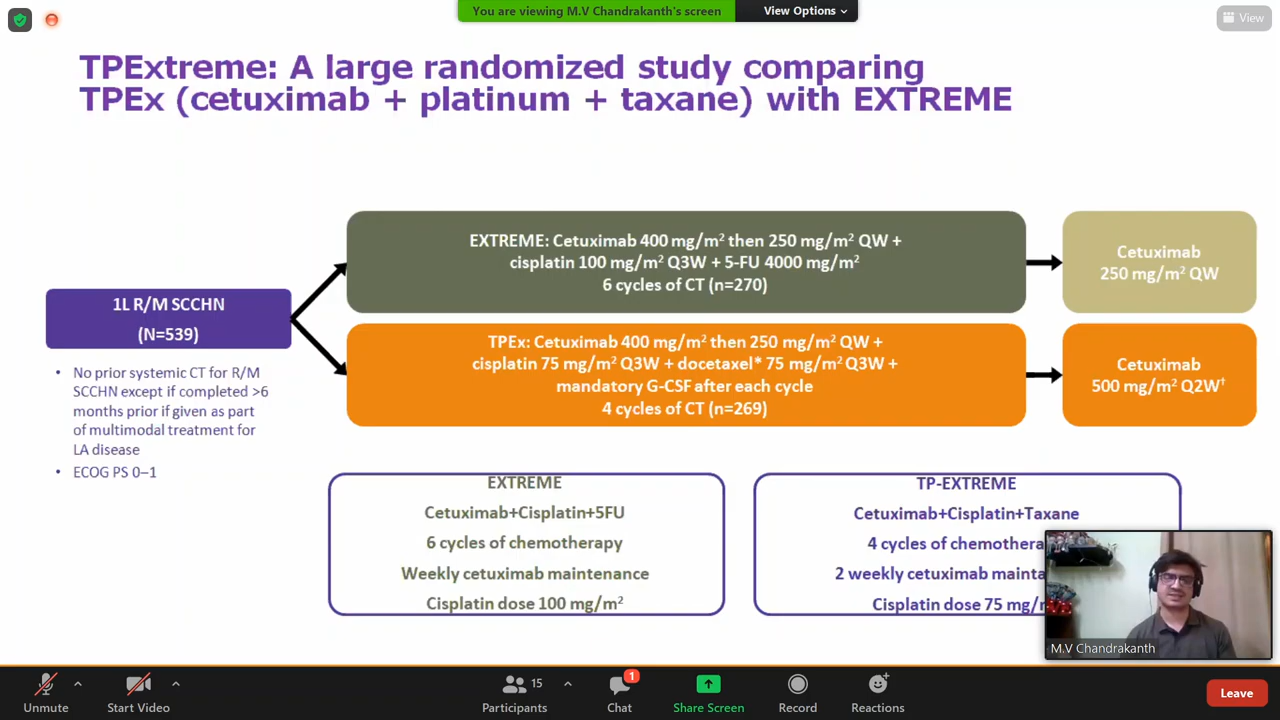 You are viewing M.V Chandrakanth's screen
View Options
View
TPExtreme: A large randomized study comparing
TPEx (cetuximab + platinum + taxane) with EXTREME
1L R/M SCCHN
(N=539)
• No prior systemic CT for R/M
SCCHN except if completed >6
months prior if given as part
of multimodal treatment for
LA disease
• ECOG PS 0–1
EXTREME: Cetuximab 400 mg/m² then 250 mg/m² QW +
cisplatin 100 mg/m² Q3W + 5-FU 4000 mg/m²
6 cycles of CT (n=270)
Cetuximab
250 mg/m² QW
TPEx: Cetuximab 400 mg/m² then 250 mg/m² QW +
cisplatin 75 mg/m² Q3W + docetaxel* 75 mg/m² Q3W +
mandatory G-CSF after each cycle
4 cycles of CT (n=269)
Cetuximab
500 mg/m² Q2W†
EXTREME
Cetuximab+Cisplatin+5FU
6 cycles of chemotherapy
Weekly cetuximab maintenance
Cisplatin dose 100 mg/m²
TP-EXTREME
Cetuximab+Cisplatin+Taxane
4 cycles of chemothera
2 weekly cetuximab mainta
Cisplatin dose 75 mg/
M.V Chandrakanth
Unmute
Start Video
15
Participants
1
Chat
Share Screen
Record
Reactions
Leave